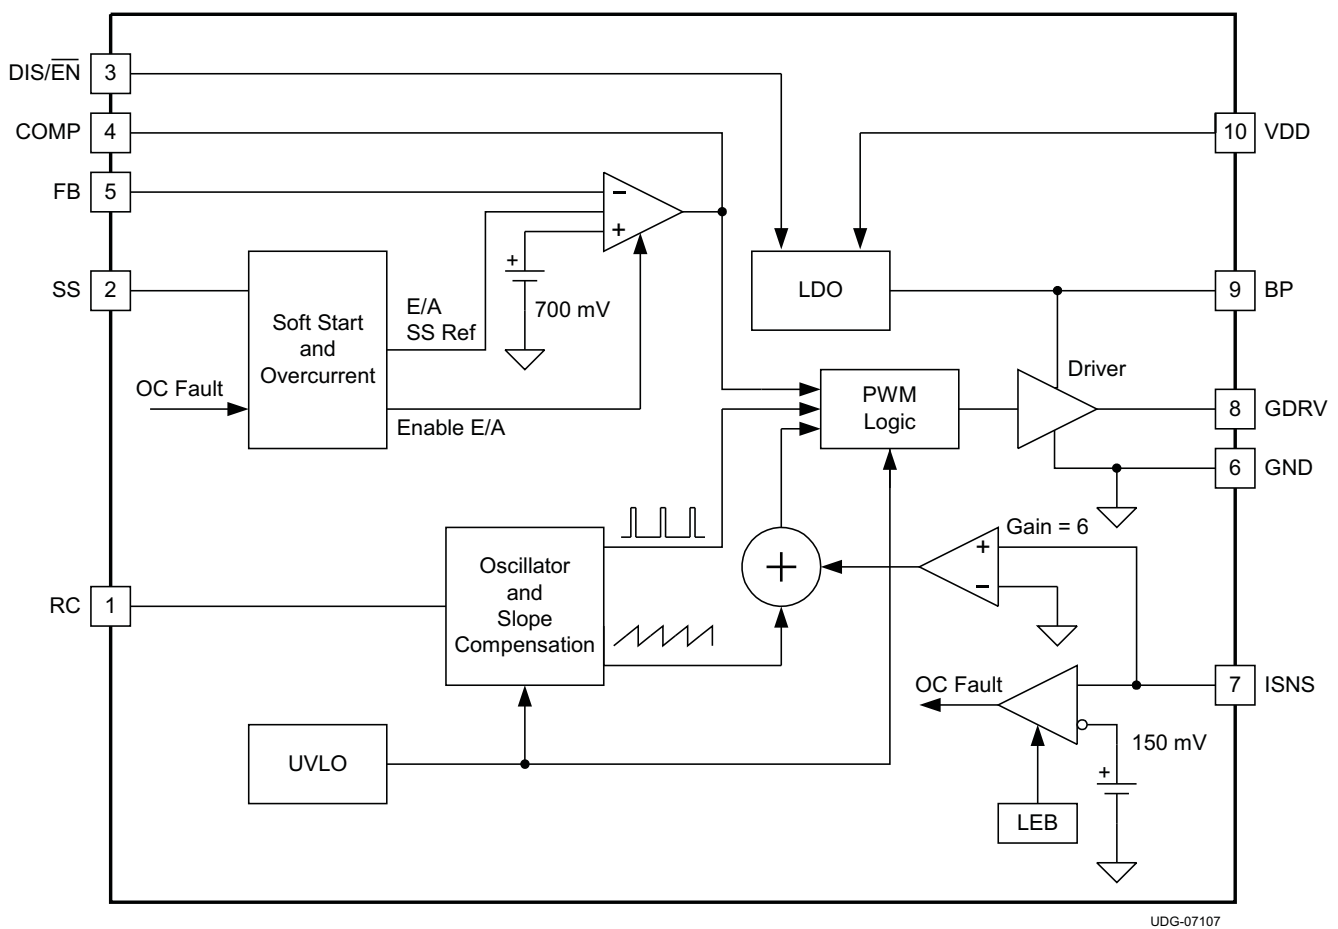 DIS/EN 3
COMP 4
10 VDD
FB 5
−
+
+
700 mV
SS 2
Soft Start
and
Overcurrent
E/A
SS Ref
OC Fault
Enable E/A
LDO
9 BP
Driver
PWM
Logic
8 GDRV
6 GND
Gain = 6
+
−
+
Oscillator
and
Slope
Compensation
RC 1
OC Fault
7 ISNS
150 mV
+
UVLO
LEB
UDG-07107